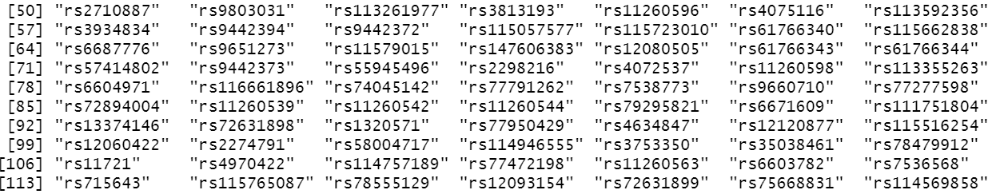 [50] "rs2710887" "rs9803031" "rs113261977" "rs3813193" "rs11260596" "rs4075116" "rs113592356"
[57] "rs3934834" "rs9442394" "rs9442372" "rs115057577" "rs115723010" "rs61766340" "rs115662838"
[64] "rs6687776" "rs9651273" "rs11579015" "rs147606383" "rs12080505" "rs61766343" "rs61766344"
[71] "rs57414802" "rs9442373" "rs55945496" "rs2298216" "rs4072537" "rs11260598" "rs113355263"
[78] "rs6604971" "rs116661896" "rs74045142" "rs77791262" "rs7538773" "rs9660710" "rs77277598"
[85] "rs72894004" "rs11260539" "rs11260542" "rs11260544" "rs79295821" "rs6671609" "rs111751804"
[92] "rs13374146" "rs72631898" "rs1320571" "rs77950429" "rs4634847" "rs12120877" "rs115516254"
[99] "rs12060422" "rs2274791" "rs58004717" "rs114946555" "rs3753350" "rs35038461" "rs78479912"
[106] "rs11721" "rs4970422" "rs114757189" "rs77472198" "rs11260563" "rs6603782" "rs7536568"
[113] "rs715643" "rs115765087" "rs78555129" "rs12093154" "rs72631899" "rs75668831" "rs114569858"